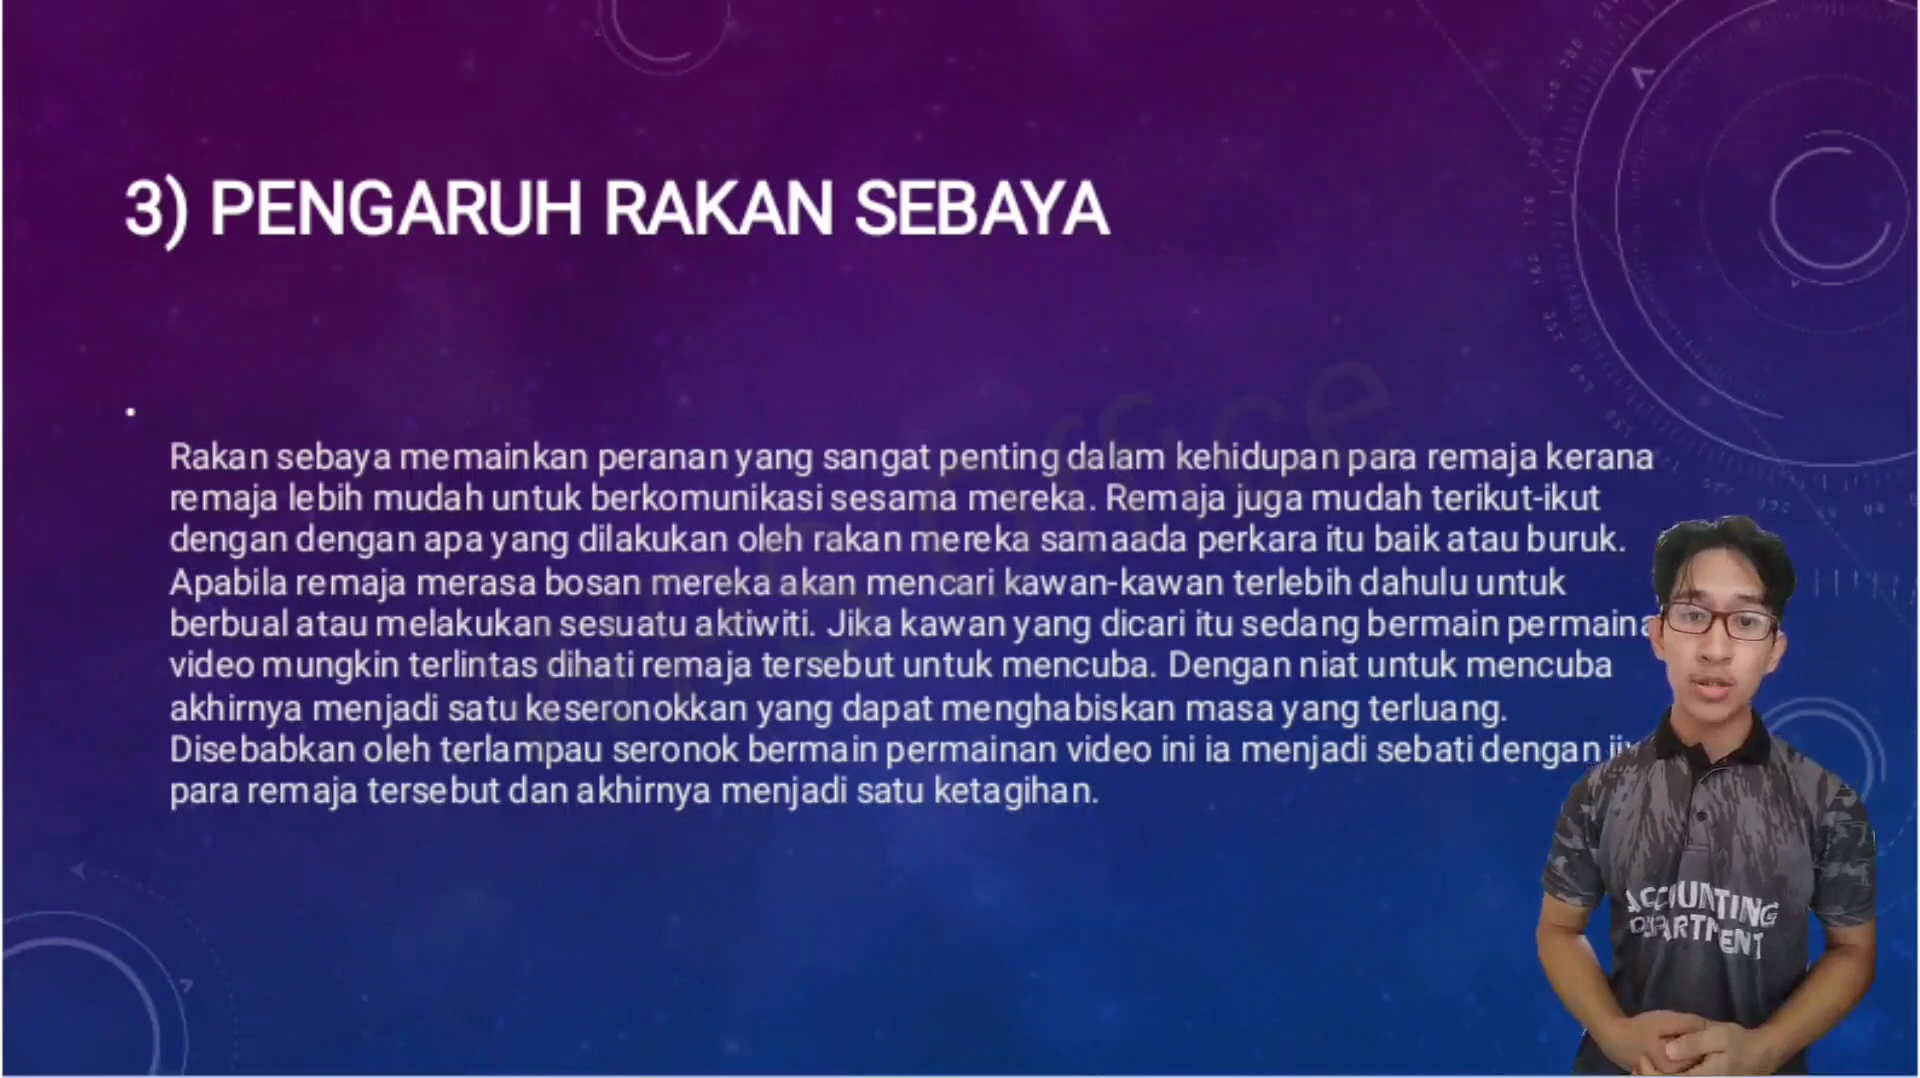 3) PENGARUH RAKAN SEBAYA
Rakan sebaya memainkan peranan yang sangat penting dalam kehidupan para remaja kerana
remaja lebih mudah untuk berkomunikasi sesama mereka. Remaja juga mudah terikut-ikut
dengan dengan apa yang dilakukan oleh rakan mereka samaada perkara itu baik atau buruk.
Apabila remaja merasa bosan mereka akan mencari kawan-kawan terlebih dahulu untuk
berbual atau melakukan sesuatu aktiwiti. Jika kawan yang dicari itu sedang bermain
video mungkin terlintas dihati remaja tersebut untuk mencuba. Dengan niat untuk mencuba
akhirnya menjadi satu keseronokkan yang dapat menghabiskan masa yang terluang.
Disebabkan oleh terlampau seronok bermain permainan video ini ia menjadi sebati dengan
para remaja tersebut dan akhirnya menjadi satu ketagihan.
ACCOUNTING
DEPARTMENT